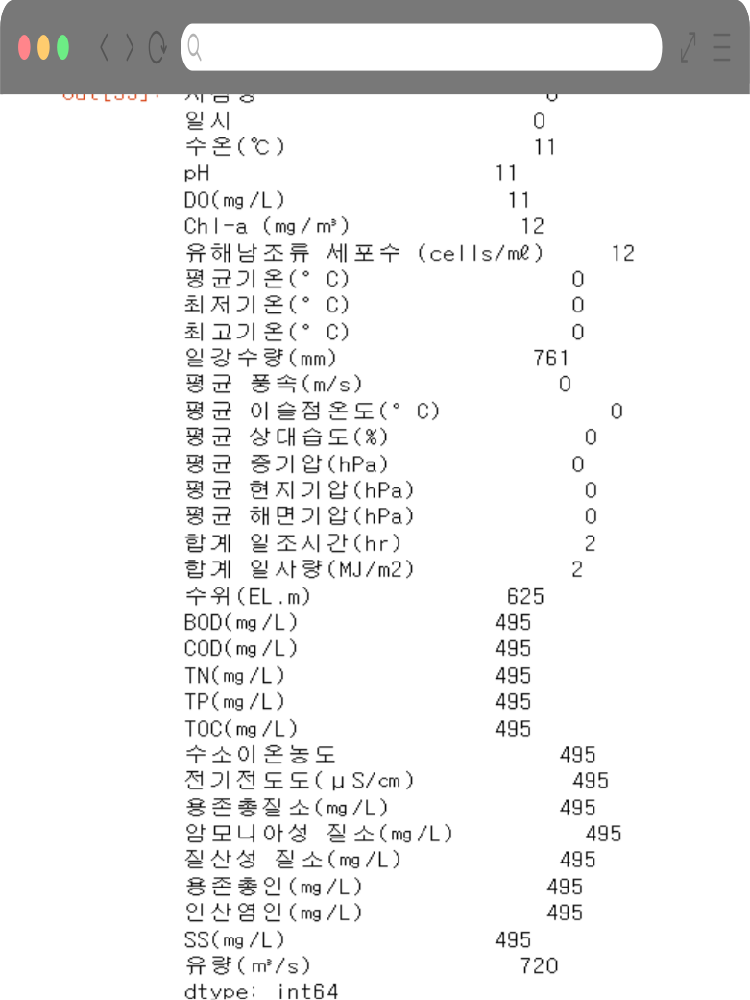 일시 0
수온(℃) 11
pH 11
DO(㎎/L) 11
Chl-a (㎎/㎥) 12
유해남조류 세포수 (cells/㎖) 12
평균기온(° C) 0
최저기온(° C) 0
최고기온(° C) 0
일강수량(mm) 761
평균 풍속(m/s) 0
평균 이슬점온도(° C) 0
평균 상대습도(%) 0
평균 증기압(hPa) 0
평균 현지기압(hPa) 0
평균 해면기압(hPa) 0
합계 일조시간(hr) 2
합계 일사량(MJ/m2) 2
수위(EL.m) 625
BOD(㎎/L) 495
COD(㎎/L) 495
TN(㎎/L) 495
TP(㎎/L) 495
TOC(㎎/L) 495
수소이온농도 495
전기전도도(μS/㎝) 495
용존총질소(㎎/L) 495
암모니아성 질소(㎎/L) 495
질산성 질소(㎎/L) 495
용존총인(㎎/L) 495
인산염인(㎎/L) 495
SS(㎎/L) 495
유량(㎥/s) 720
dtype: int64